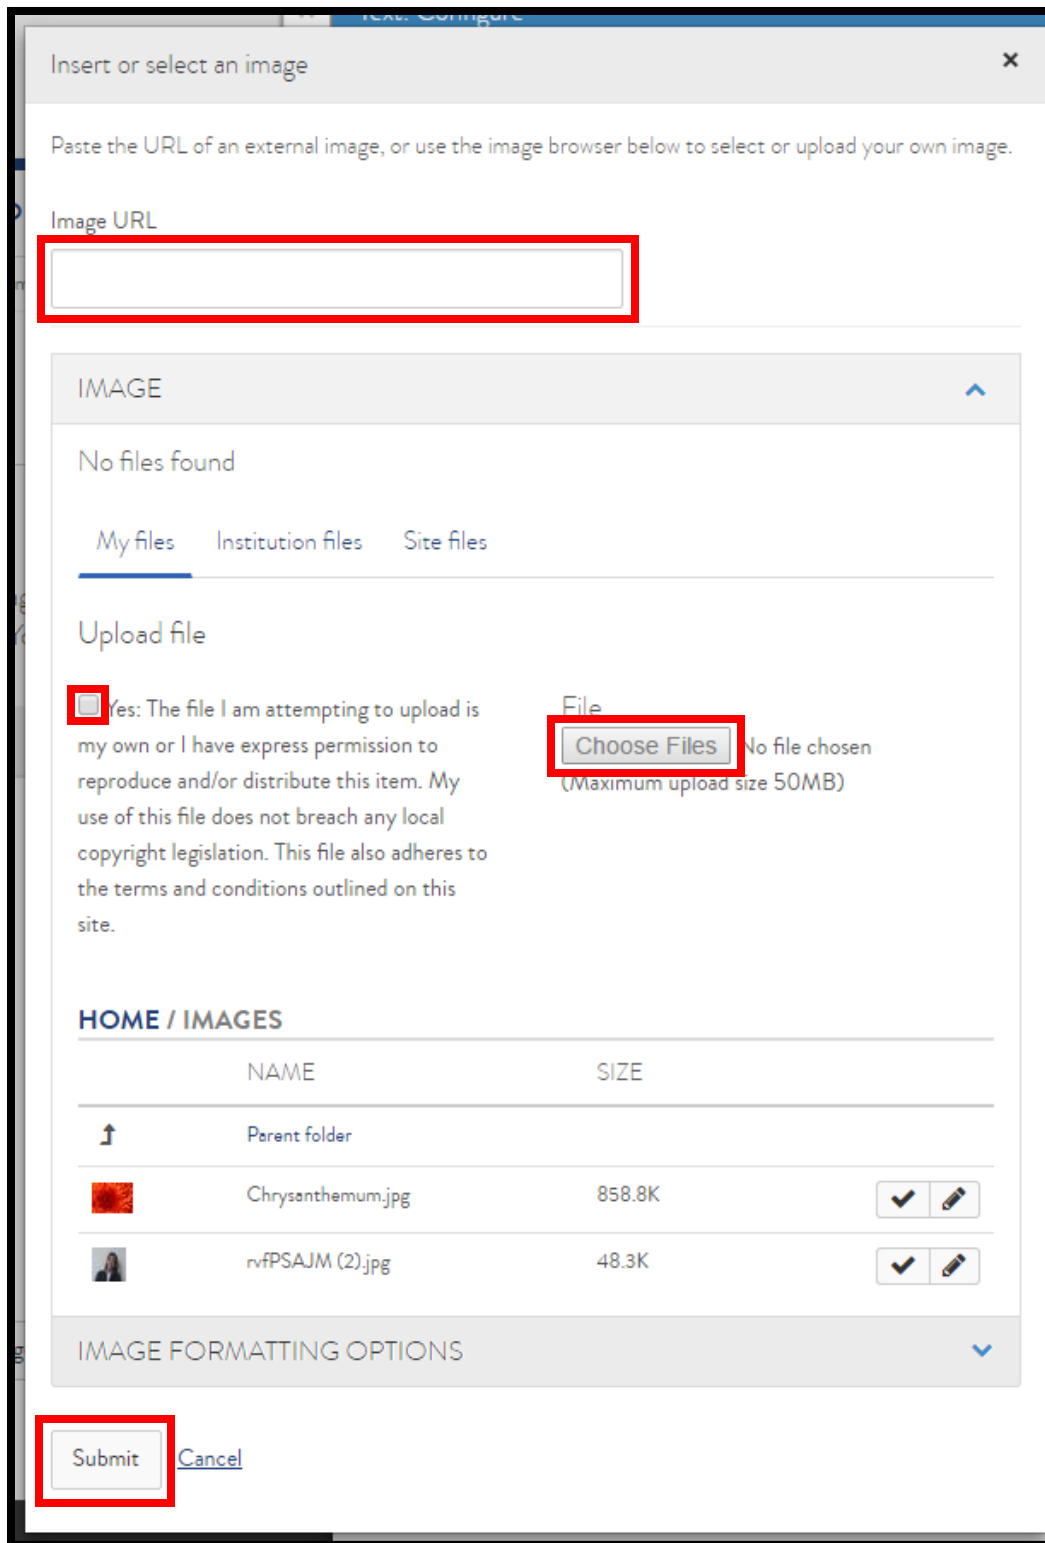 Text: Configure
Insert or select an image ×
Paste the URL of an external image, or use the image browser below to select or upload your own image.
Image URL
IMAGE
No files found
My files Institution files Site files
Upload file
Yes: The file I am attempting to upload is
my own or I have express permission to
reproduce and/or distribute this item. My
use of this file does not breach any local
copyright legislation. This file also adheres to
the terms and conditions outlined on this
site.
File
Choose Files No file chosen
(Maximum upload size 50MB)
HOME / IMAGES
NAME SIZE
Parent folder
Chrysanthemum.jpg 858.8K
rvfPSAJM (2).jpg 48.3K
IMAGE FORMATTING OPTIONS
Submit Cancel